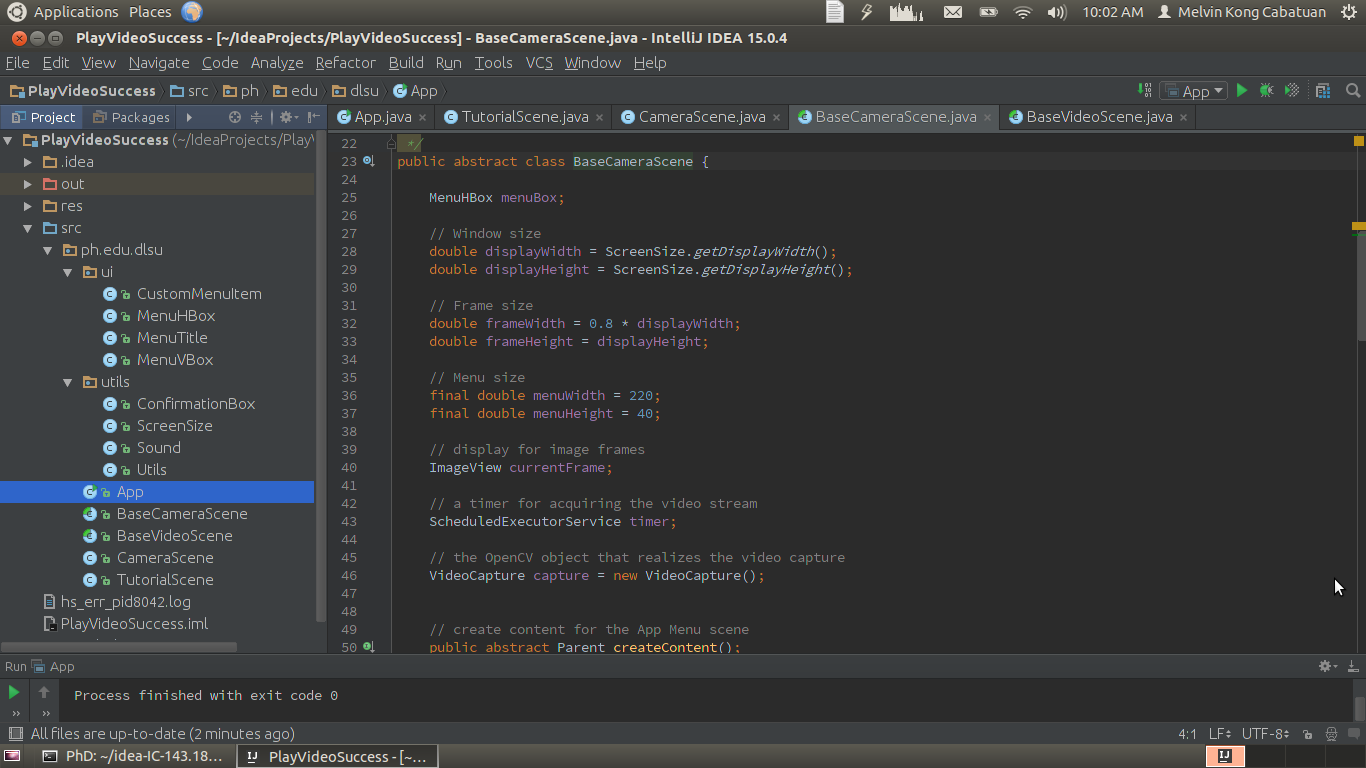 Applications Places 10:02 AM Melvin Kong Cabatuan
PlayVideoSuccess - [~/IdeaProjects/PlayVideoSuccess] - BaseCameraScene.java - IntelliJ IDEA 15.0.4
File Edit View Navigate Code Analyze Refactor Build Run Tools VCS Window Help
PlayVideoSuccess src ph edu dlsu App App
Project Packages
App.java TutorialScene.java CameraScene.java BaseCameraScene.java BaseVideoScene.java
PlayVideoSuccess (~/IdeaProjects/Play
.idea
out
res
src
ph.edu.dlsu
ui
CustomMenuItem
MenuHBox
MenuTitle
MenuVBox
utils
ConfirmationBox
ScreenSize
Sound
Utils
App
BaseCameraScene
BaseVideoScene
CameraScene
TutorialScene
hs_err_pid8042.log
PlayVideoSuccess.iml
22 */
23 public abstract class BaseCameraScene {
24
25 MenuHBox menuBox;
26
27 // Window size
28 double displayWidth = ScreenSize.getDisplayWidth();
29 double displayHeight = ScreenSize.getDisplayHeight();
30
31 // Frame size
32 double frameWidth = 0.8 * displayWidth;
33 double frameHeight = displayHeight;
34
35 // Menu size
36 final double menuWidth = 220;
37 final double menuHeight = 40;
38
39 // display for image frames
40 ImageView currentFrame;
41
42 // a timer for acquiring the video stream
43 ScheduledExecutorService timer;
44
45 // the OpenCV object that realizes the video capture
46 VideoCapture capture = new VideoCapture();
47
48
49 // create content for the App Menu scene
50 public abstract Parent createContent();
Run App
Process finished with exit code 0
All files are up-to-date (2 minutes ago) 4:1 LF UTF-8
PhD: ~/idea-IC-143.18... PlayVideoSuccess - [~...